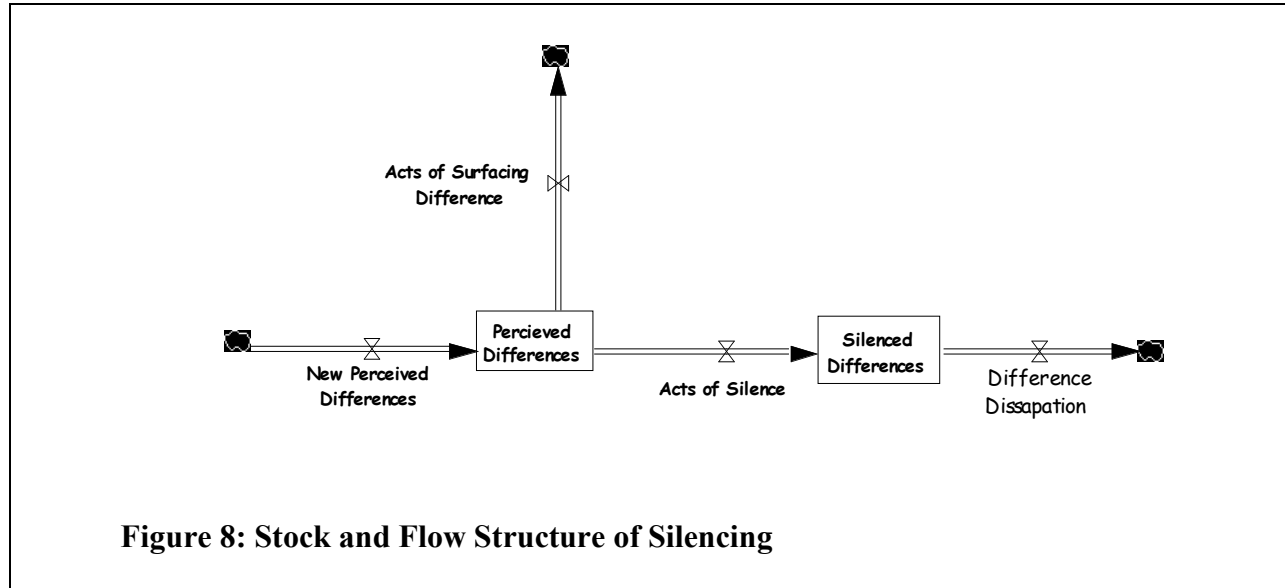 Acts of Surfacing
Difference
Percieved
Differences
New Perceived
Differences
Acts of Silence
Silenced
Differences
Difference
Dissapation
Figure 8: Stock and Flow Structure of Silencing